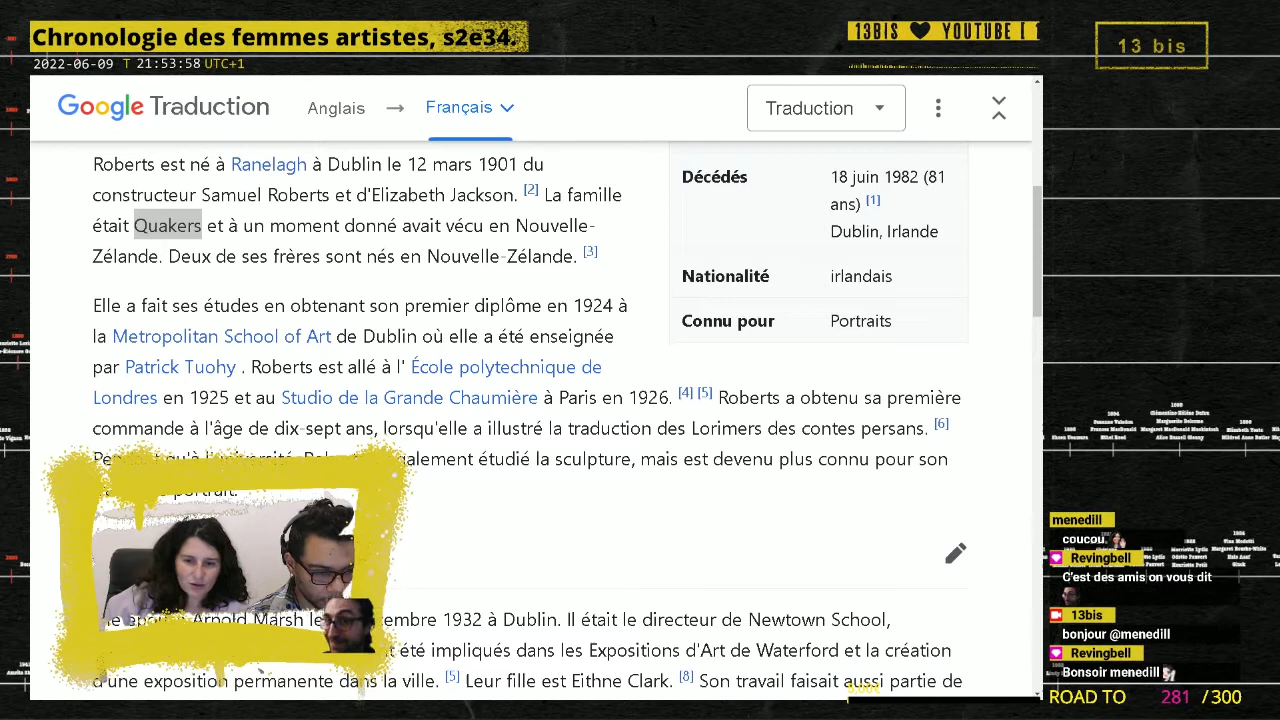 Chronologie des femmes artistes, s2e34.
2022-06-09 T 21:53:58 UTC+1
13BIS ♥ YOUTUBE [
13 bis
Google Traduction
Anglais → Français
Traduction
Roberts est né à Ranelagh à Dublin le 12 mars 1901 du
constructeur Samuel Roberts et d'Elizabeth Jackson. [2] La famille
était Quakers et à un moment donné avait vécu en Nouvelle-
Zélande. Deux de ses frères sont nés en Nouvelle-Zélande. [3]
Décédés
18 juin 1982 (81
ans) [1]
Dublin, Irlande
Nationalité
irlandais
Connu pour
Portraits
Elle a fait ses études en obtenant son premier diplôme en 1924 à
la Metropolitan School of Art de Dublin où elle a été enseignée
par Patrick Tuohy . Roberts est allé à l' École polytechnique de
Londres en 1925 et au Studio de la Grande Chaumière à Paris en 1926. [4] [5] Roberts a obtenu sa première
commande à l'âge de dix-sept ans, lorsqu'elle a illustré la traduction des Lorimers des contes persans. [6]
également étudié la sculpture, mais est devenu plus connu pour son
portrait.
Arnold Marsh
1932 à Dublin. Il était le directeur de Newtown School,
été impliqués dans les Expositions d'Art de Waterford et la création
d'une exposition permanente dans la ville. [5] Leur fille est Eithne Clark. [8] Son travail faisait aussi partie de
menedill
coucou.
Revingbell
C'est des amis on vous dit
13bis
bonjour @menedill
Revingbell
Bonsoir menedill
ROAD TO 281 / 300